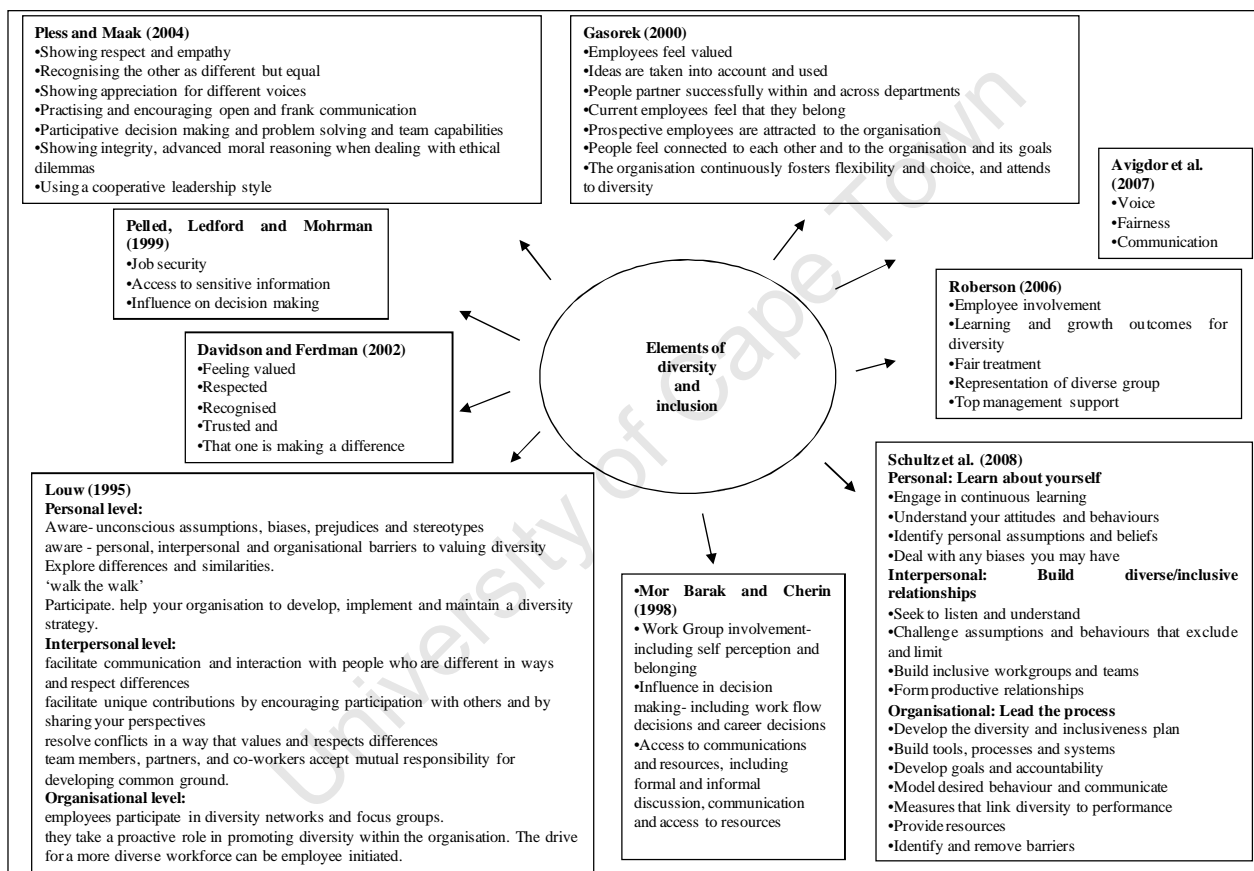 Pless and Maak (2004)
•Showing respect and empathy
•Recognising the other as different but equal
•Showing appreciation for different voices
•Practising and encouraging open and frank communication
•Participative decision making and problem solving and team capabilities
•Showing integrity, advanced moral reasoning when dealing with ethical
dilemmas
•Using a cooperative leadership style
Gasorek (2000)
•Employees feel valued
•Ideas are taken into account and used
•People partner successfully within and across departments
•Current employees feel that they belong
•Prospective employees are attracted to the organisation
•People feel connected to each other and to the organisation and its goals
•The organisation continuously fosters flexibility and choice, and attends
to diversity
Avigdor et al.
(2007)
•Voice
•Fairness
•Communication
Pelled, Ledford and Mohrman
(1999)
•Job security
•Access to sensitive information
•Influence on decision making
Roberson (2006)
•Employee involvement
•Learning and growth outcomes for
diversity
•Fair treatment
•Representation of diverse group
•Top management support
Davidson and Ferdman (2002)
•Feeling valued
•Respected
•Recognised
•Trusted and
•That one is making a difference
Elements of
diversity
and
inclusion
Louw (1995)
Personal level:
Aware- unconscious assumptions, biases, prejudices and stereotypes
aware - personal, interpersonal and organisational barriers to valuing diversity
Explore differences and similarities.
‘walk the walk’
Participate. help your organisation to develop, implement and maintain a diversity
strategy.
Interpersonal level:
facilitate communication and interaction with people who are different in ways
and respect differences
facilitate unique contributions by encouraging participation with others and by
sharing your perspectives
resolve conflicts in a way that values and respects differences
team members, partners, and co-workers accept mutual responsibility for
developing common ground.
Organisational level:
employees participate in diversity networks and focus groups.
they take a proactive role in promoting diversity within the organisation. The drive
for a more diverse workforce can be employee initiated.
•Mor Barak and Cherin
(1998)
• Work Group involvement-
including self perception and
belonging
•Influence in decision
making- including work flow
decisions and career decisions
•Access to communications
and resources, including
formal and informal
discussion, communication
and access to resources
Schultz et al. (2008)
Personal: Learn about yourself
•Engage in continuous learning
•Understand your attitudes and behaviours
•Identify personal assumptions and beliefs
•Deal with any biases you may have
Interpersonal: Build diverse/inclusive
relationships
•Seek to listen and understand
•Challenge assumptions and behaviours that exclude
and limit
•Build inclusive workgroups and teams
•Form productive relationships
Organisational: Lead the process
•Develop the diversity and inclusiveness plan
•Build tools, processes and systems
•Develop goals and accountability
•Model desired behaviour and communicate
•Measures that link diversity to performance
•Provide resources
•Identify and remove barriers
University of Cape Town